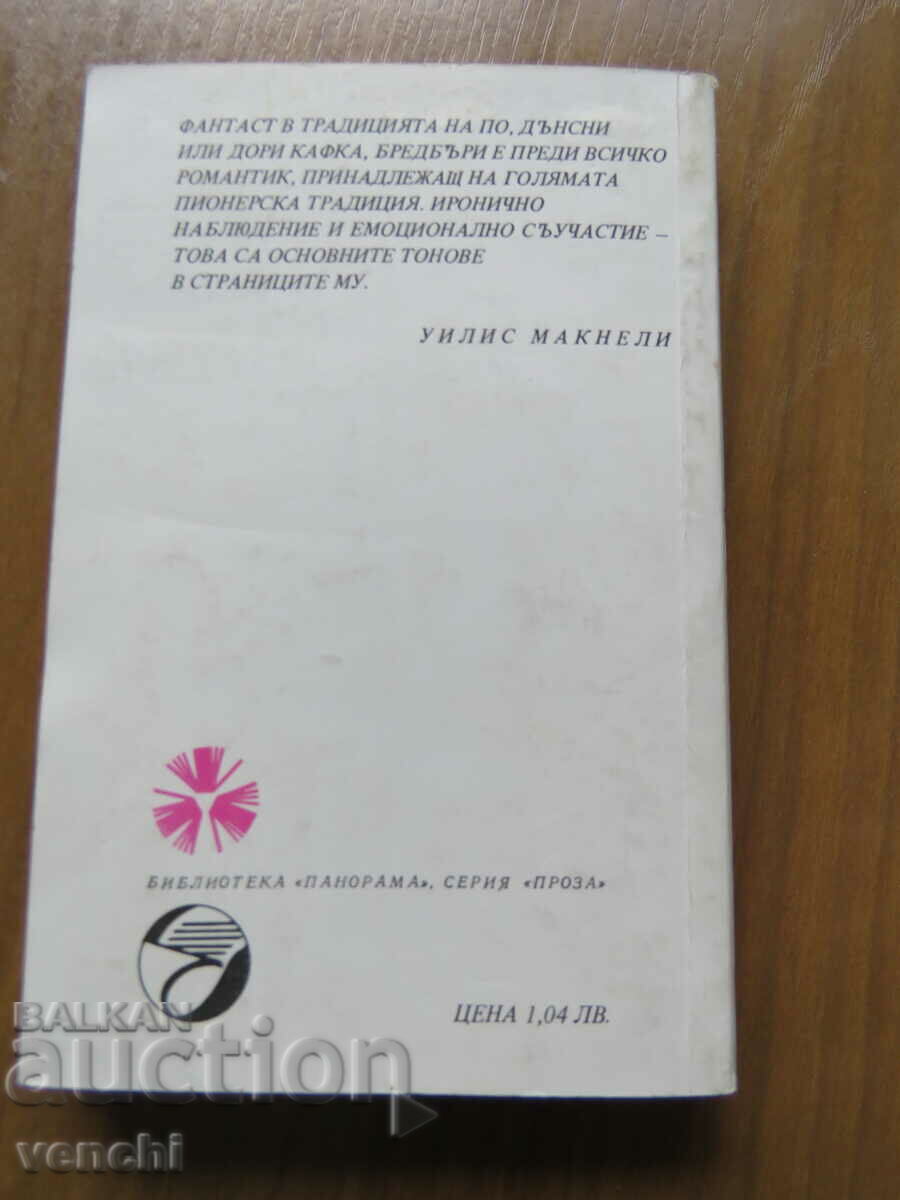 ФАНТАСТ В ТРАДИЦИЯТА НА ПО, ДЪНСНИ
ИЛИ ДОРИ КАФКА, БРЕДБЪРИ Е ПРЕДИ ВСИЧКО
РОМАНТИК, ПРИНАДЛЕЖАЩ НА ГОЛЯМАТА
ПИОНЕРСКА ТРАДИЦИЯ. ИРОНИЧНО
НАБЛЮДЕНИЕ И ЕМОЦИОНАЛНО СЪУЧАСТИЕ –
ТОВА СА ОСНОВНИТЕ ТОНОВЕ
В СТРАНИЦИТЕ МУ.
УИЛИС МАКНЕЛИ
БИБЛИОТЕКА «ПАНОРАМА», СЕРИЯ «ПРОЗА»
ЦЕНА 1,04 ЛВ.
BALKAN
auction
venchi